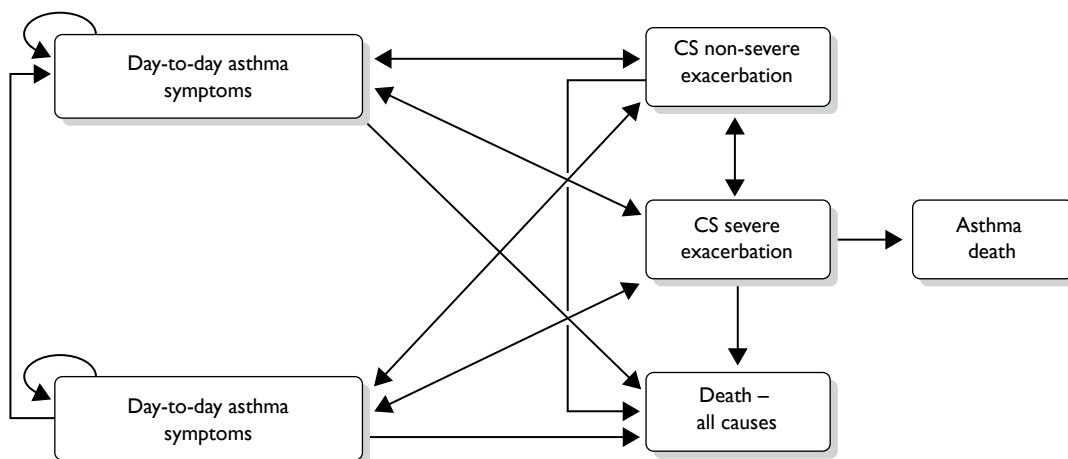 Day-to-day asthma
symptoms
CS non-severe
exacerbation
CS severe
exacerbation
Asthma
death
Day-to-day asthma
symptoms
Death –
all causes